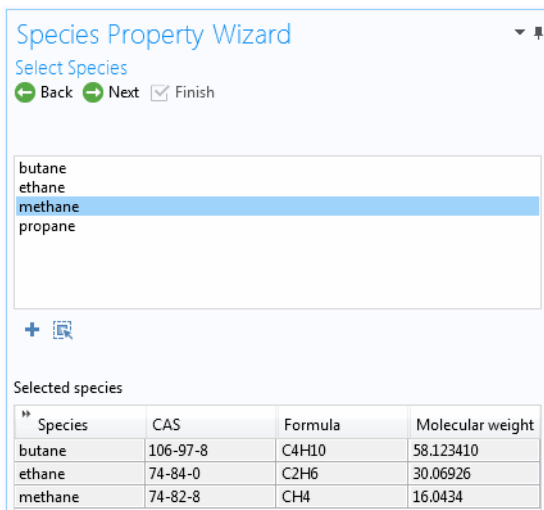 Species Property Wizard
Select Species
Back Next Finish
butane
ethane
methane
propane
Selected species
Species CAS Formula Molecular weight
butane 106-97-8 C4H10 58.123410
ethane 74-84-0 C2H6 30.06926
methane 74-82-8 CH4 16.0434